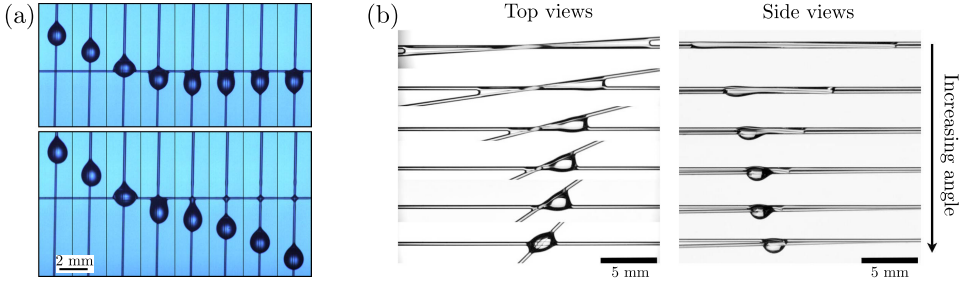 (a)
2 mm
(b)
Top views
Side views
5 mm
5 mm
Increasing angle